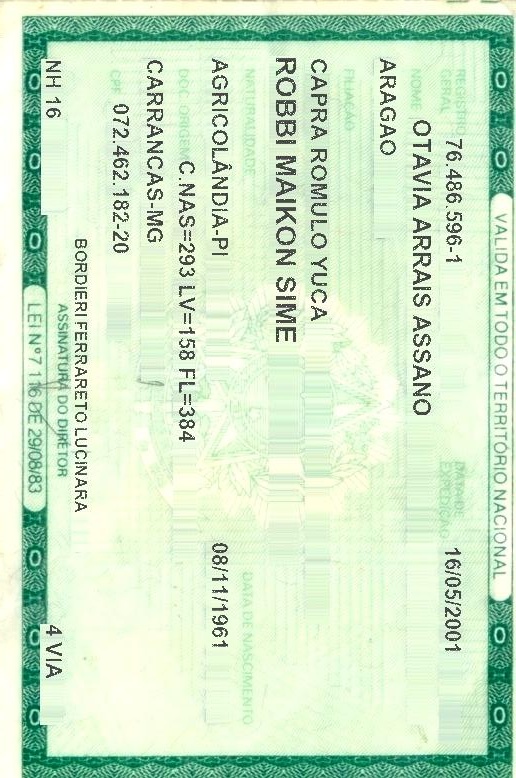 VALIDA EM TODO O TERRITÓRIO NACIONAL
REGISTRO GERAL 76.486.596-1 DATA DE EXPEDIÇÃO 16/05/2001
NOME OTAVIA ARRAIS ASSANO
ARAGAO
FILIAÇÃO
CAPRA ROMULO YUCA
ROBBI MAIKON SIME
NATURALIDADE DATA DE NASCIMENTO
AGRICOLÂNDIA-PI 08/11/1961
DOC. ORIGEM C.NAS=293 LV=158 FL=384
CARRANCAS-MG
CPF 072.462.182-20
BORDIERI FERRARETO LUCINARA
NH 16 ASSINATURA DO DIRETOR 4 VIA
LEI Nº 7 116 DE 29/08/83